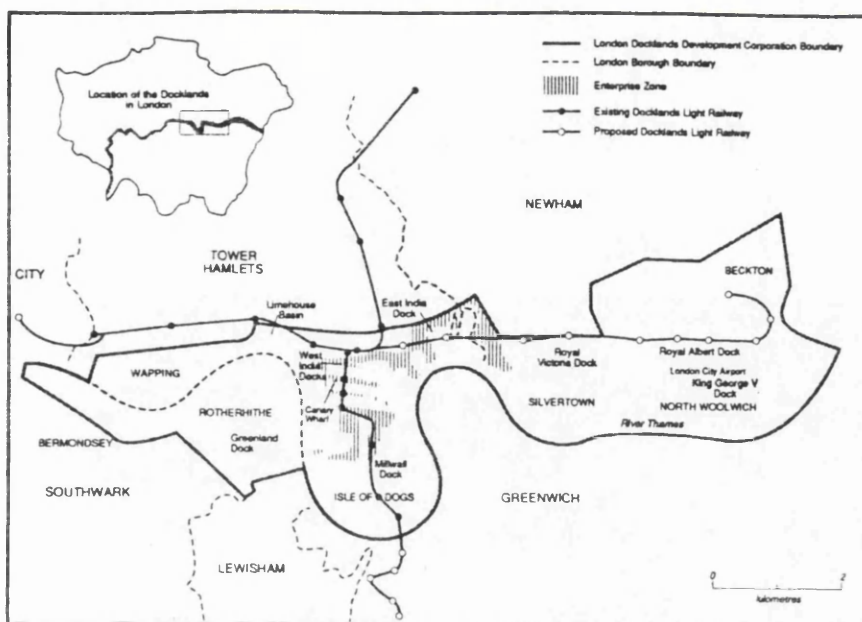 London Docklands Development Corporation Boundary
London Borough Boundary
Enterprise Zone
Existing Docklands Light Railway
Proposed Docklands Light Railway
Location of the Docklands
in London
NEWHAM
TOWER
HAMLETS
CITY
BECKTON
Limehouse
Basin
East India
Dock
West
India
Docks
Royal
Victoria Dock
Royal Albert Dock
WAPPING
London City Airport
King George V
Dock
NORTH WOOLWICH
SILVERTOWN
ROTHERHITHE
Canary
Wharf
River Thames
BERMONDSEY
Greenland
Dock
Millwall
Dock
SOUTHWARK
ISLE OF DOGS
GREENWICH
LEWISHAM
0 2
kilometres